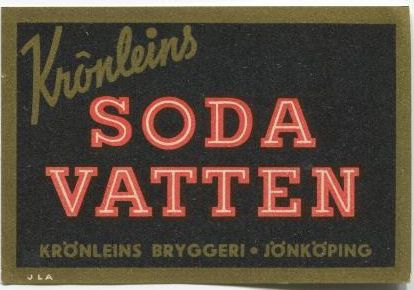 Krönleins
SODA
VATTEN
KRÖNLEINS BRYGGERI • JÖNKÖPING
JLA